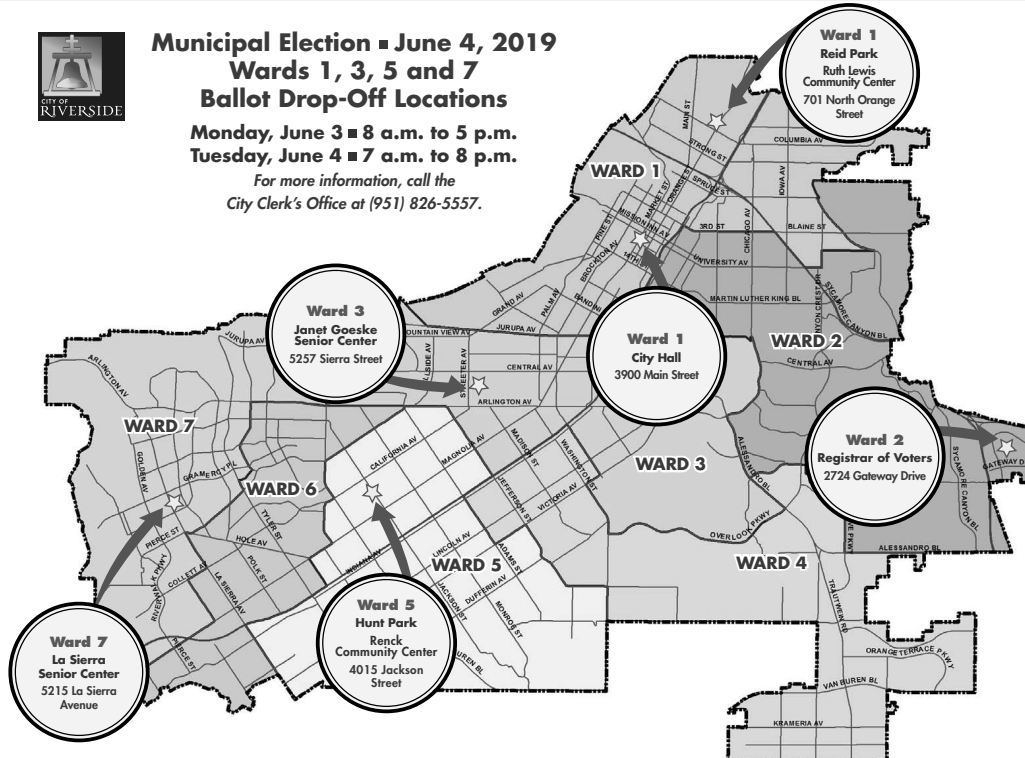 CITY OF
RIVERSIDE
Municipal Election ■ June 4, 2019
Wards 1, 3, 5 and 7
Ballot Drop-Off Locations
Monday, June 3 ■ 8 a.m. to 5 p.m.
Tuesday, June 4 ■ 7 a.m. to 8 p.m.
For more information, call the
City Clerk's Office at (951) 826-5557.
Ward 1
Reid Park
Ruth Lewis
Community Center
701 North Orange
Street
MAIN ST
STRONG ST
COLUMBIA AV
IOWA AV
WARD 1
ORANGE ST
SPRUCE ST
MARKET ST
MISSION INN AV
PINE ST
3RD ST
CHICAGO AV
BLAINE ST
BROCKTON AV
14TH
UNIVERSITY AV
GRAND AV
PALM AV
BANDINI
MARTIN LUTHER KING BL
SYCAMORE CANYON BL
Ward 3
Janet Goeske
Senior Center
5257 Sierra Street
JURUPA AV
OUNTAIN VIEW AV
JURUPA AV
Ward 1
City Hall
3900 Main Street
WARD 2
CENTRAL AV
ARLINGTON AV
STREETER AV
CENTRAL AV
ARLINGTON AV
WARD 7
GOLDEN AV
GRAMERCY PL
CALIFORNIA AV
MAGNOLIA AV
MADISON ST
WASHINGTON ST
WARD 3
ALESSANDRO BL
Ward 2
Registrar of Voters
2724 Gateway Drive
GATEWAY D
SYCAMORE CANYON BL
WARD 6
TYLER ST
JEFFERSON ST
VICTORIA AV
OVERLOOK PKWY
ALESSANDRO BL
PIERCE ST
HOLE AV
POLK ST
COLLETT AV
LA SIERRA AV
INDIANA AV
LINCOLN AV
ADAMS ST
WARD 5
DUFFERIN AV
JACKSON ST
MONROE ST
WARD 4
TRAUTWEIN RD
Ward 7
La Sierra
Senior Center
5215 La Sierra
Avenue
PIERCE ST
Ward 5
Hunt Park
Renck
Community Center
4015 Jackson
Street
UREN BL
ORANGE TERRACE PKWY
VAN BUREN BL
KRAMERIA AV